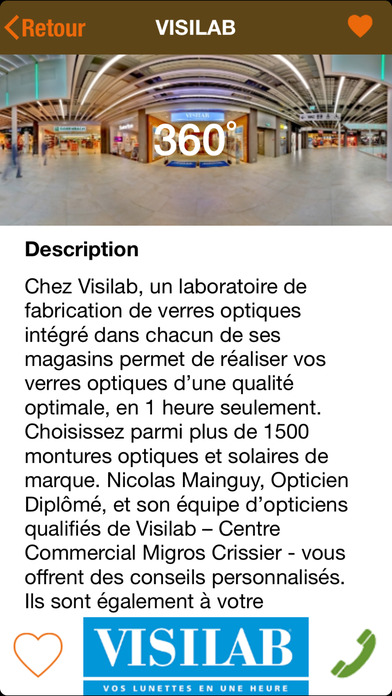 Retour
VISILAB
360°
Description
Chez Visilab, un laboratoire de
fabrication de verres optiques
intégré dans chacun de ses
magasins permet de réaliser vos
verres optiques d’une qualité
optimale, en 1 heure seulement.
Choisissez parmi plus de 1500
montures optiques et solaires de
marque. Nicolas Mainguy, Opticien
Diplômé, et son équipe d’opticiens
qualifiés de Visilab – Centre
Commercial Migros Crissier - vous
offrent des conseils personnalisés.
Ils sont également à votre
VISILAB
VOS LUNETTES EN UNE HEURE